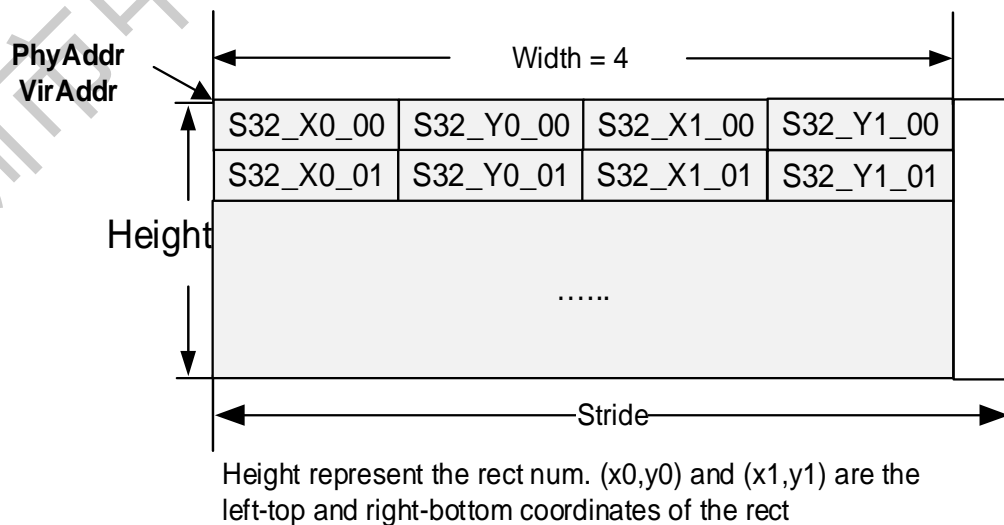 PhyAddr
VirAddr
Width = 4
S32_X0_00 S32_Y0_00 S32_X1_00 S32_Y1_00
S32_X0_01 S32_Y0_01 S32_X1_01 S32_Y1_01
Height
......
Stride
Height represent the rect num. (x0,y0) and (x1,y1) are the
left-top and right-bottom coordinates of the rect